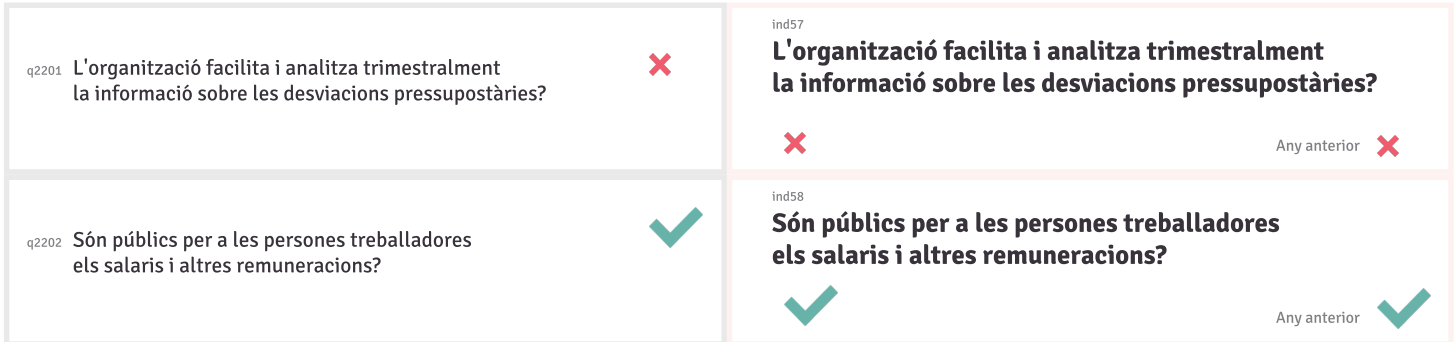 q2201 L'organització facilita i analitza trimestralment
la informació sobre les desviacions pressupostàries?
ind57
L'organització facilita i analitza trimestralment
la informació sobre les desviacions pressupostàries?
Any anterior
q2202 Són públics per a les persones treballadores
els salaris i altres remuneracions?
ind58
Són públics per a les persones treballadores
els salaris i altres remuneracions?
Any anterior